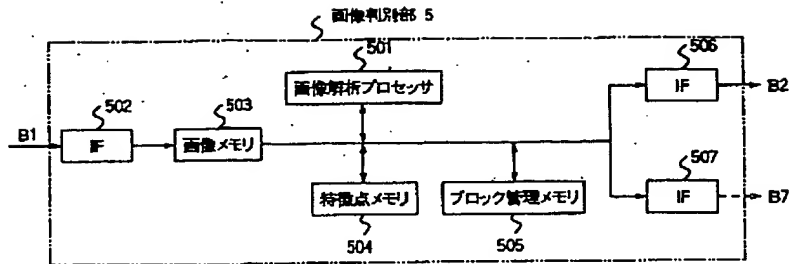 画像判別部 5
501
画像解析プロセッサ
506
IF
B2
502
503
B1
IF
画像メモリ
507
IF
B7
特徴点メモリ
ブロック管理メモリ
504
505